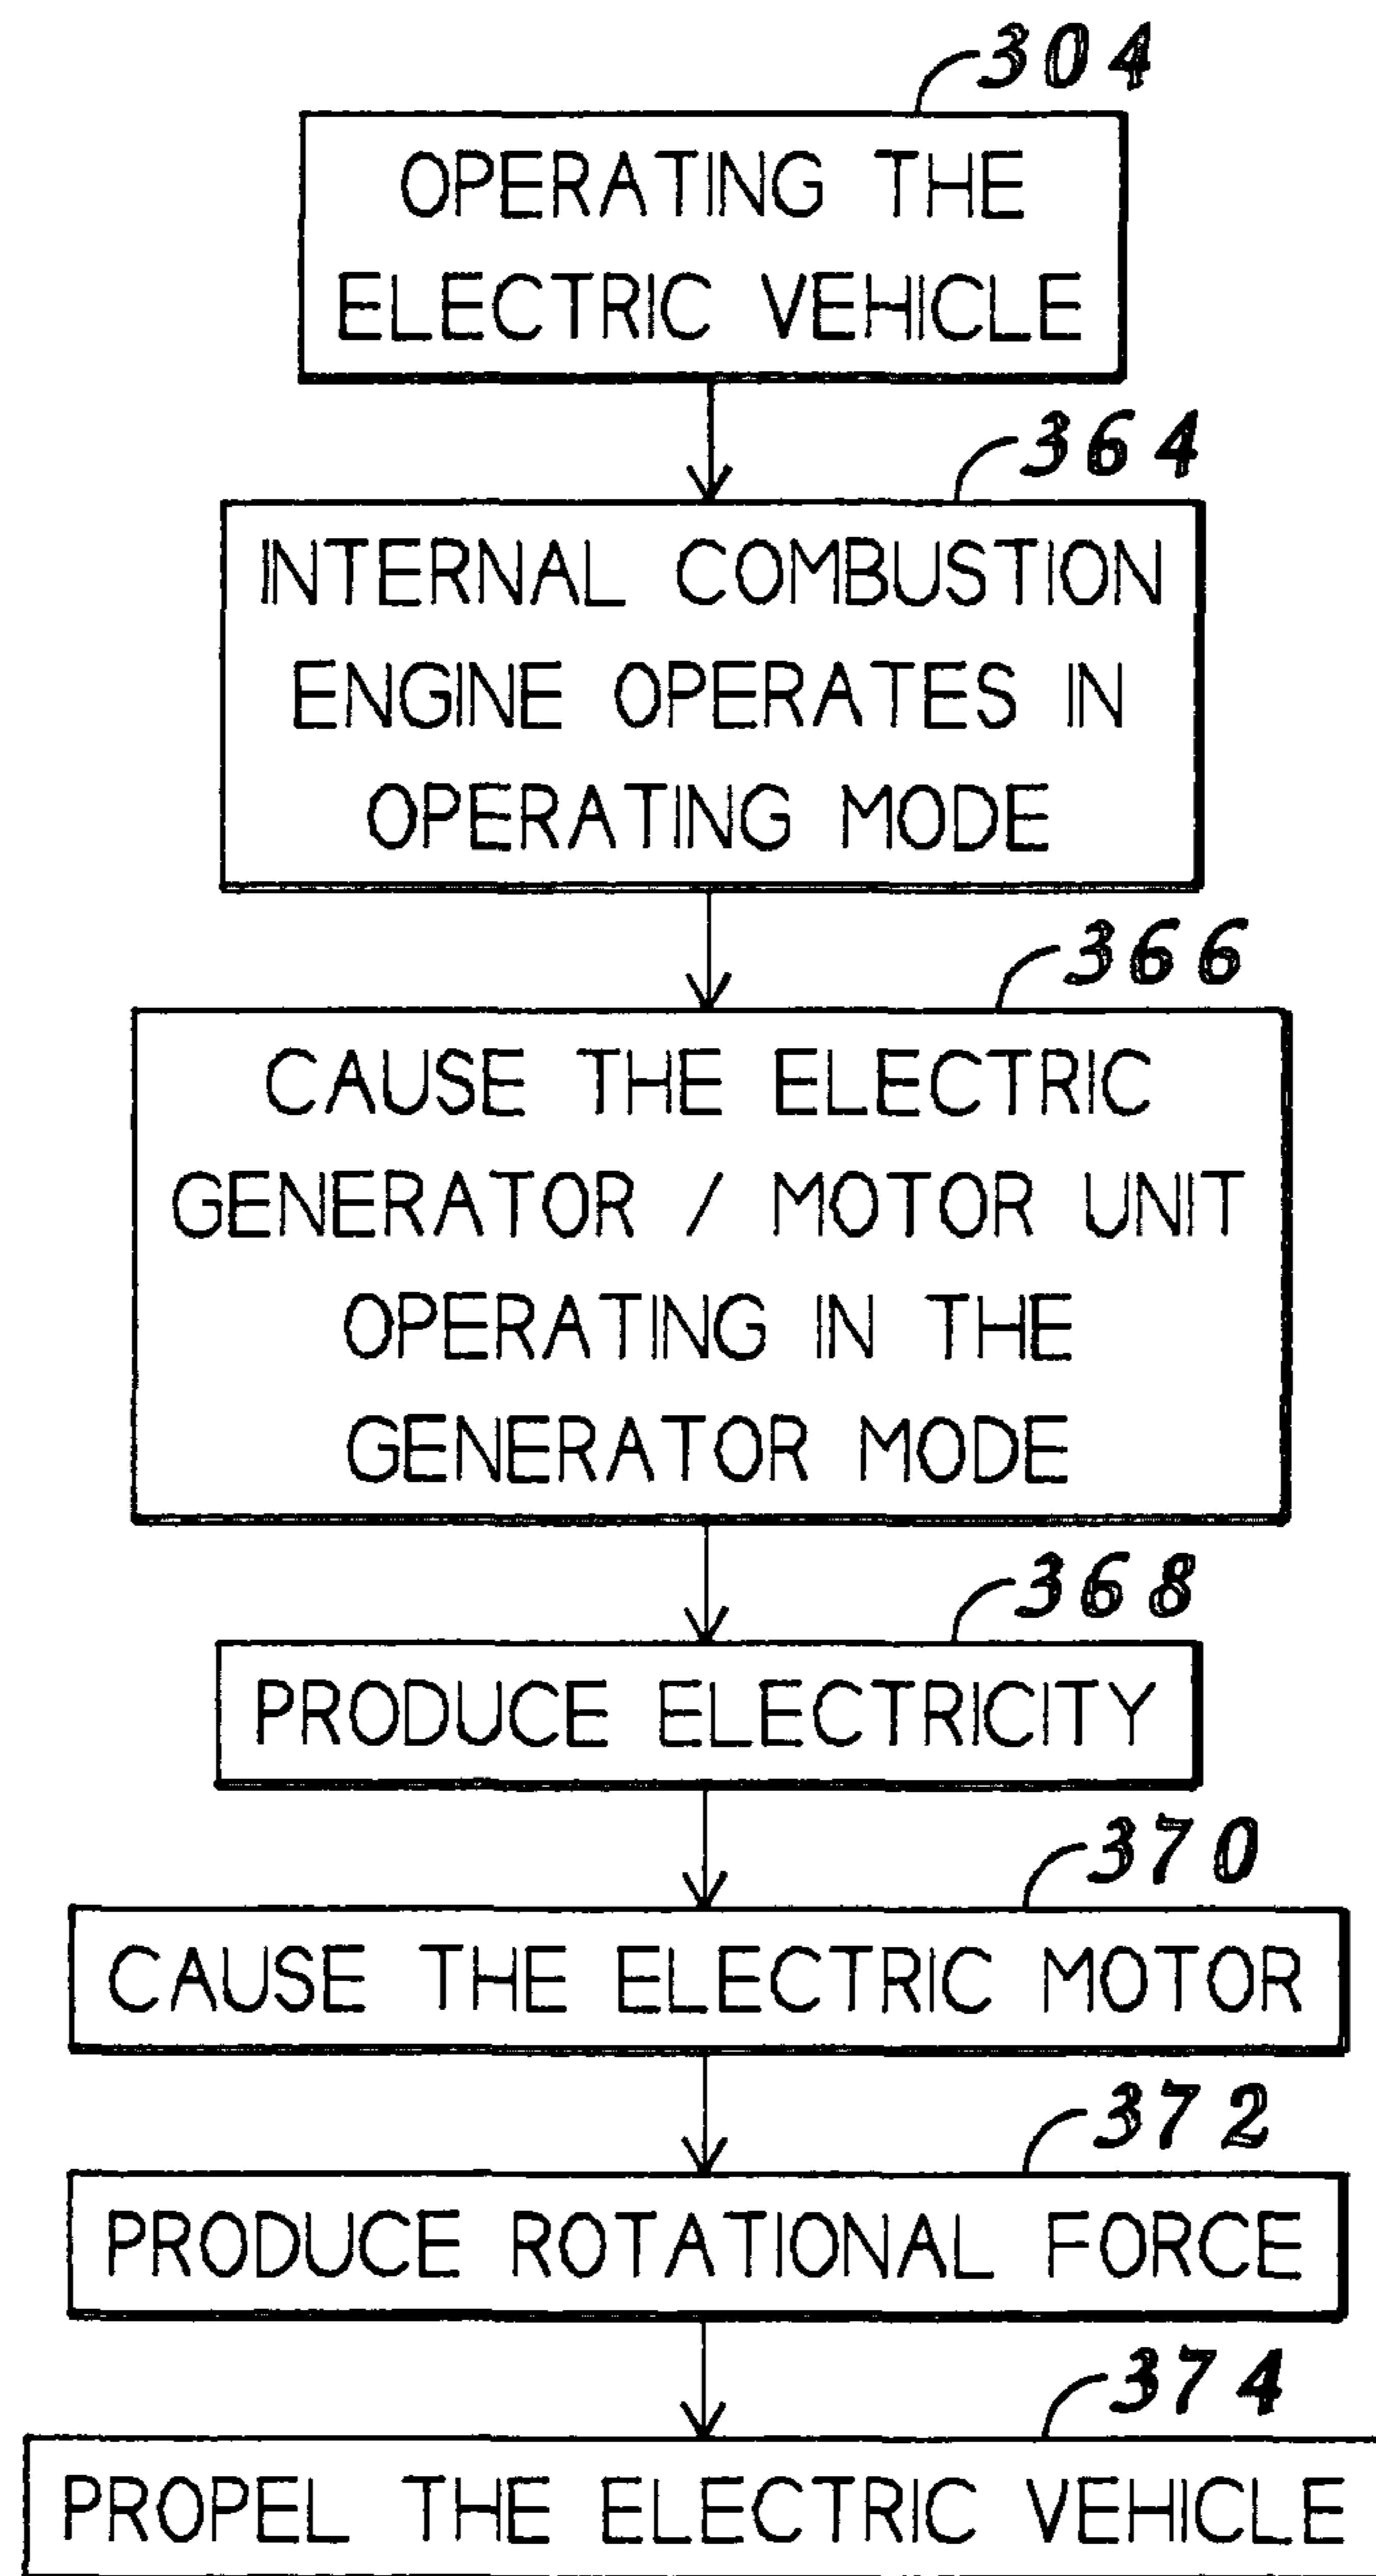 304
OPERATING THE
ELECTRIC VEHICLE
364
INTERNAL COMBUSTION
ENGINE OPERATES IN
OPERATING MODE
366
CAUSE THE ELECTRIC
GENERATOR / MOTOR UNIT
OPERATING IN THE
GENERATOR MODE
368
PRODUCE ELECTRICITY
370
CAUSE THE ELECTRIC MOTOR
372
PRODUCE ROTATIONAL FORCE
374
PROPEL THE ELECTRIC VEHICLE